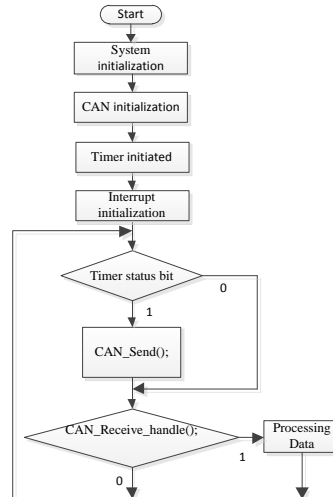 Start
System
initialization
CAN initialization
Timer initiated
Interrupt
initialization
Timer status bit
0
1
CAN_Send();
CAN_Receive_handle();
1
Processing
Data
0